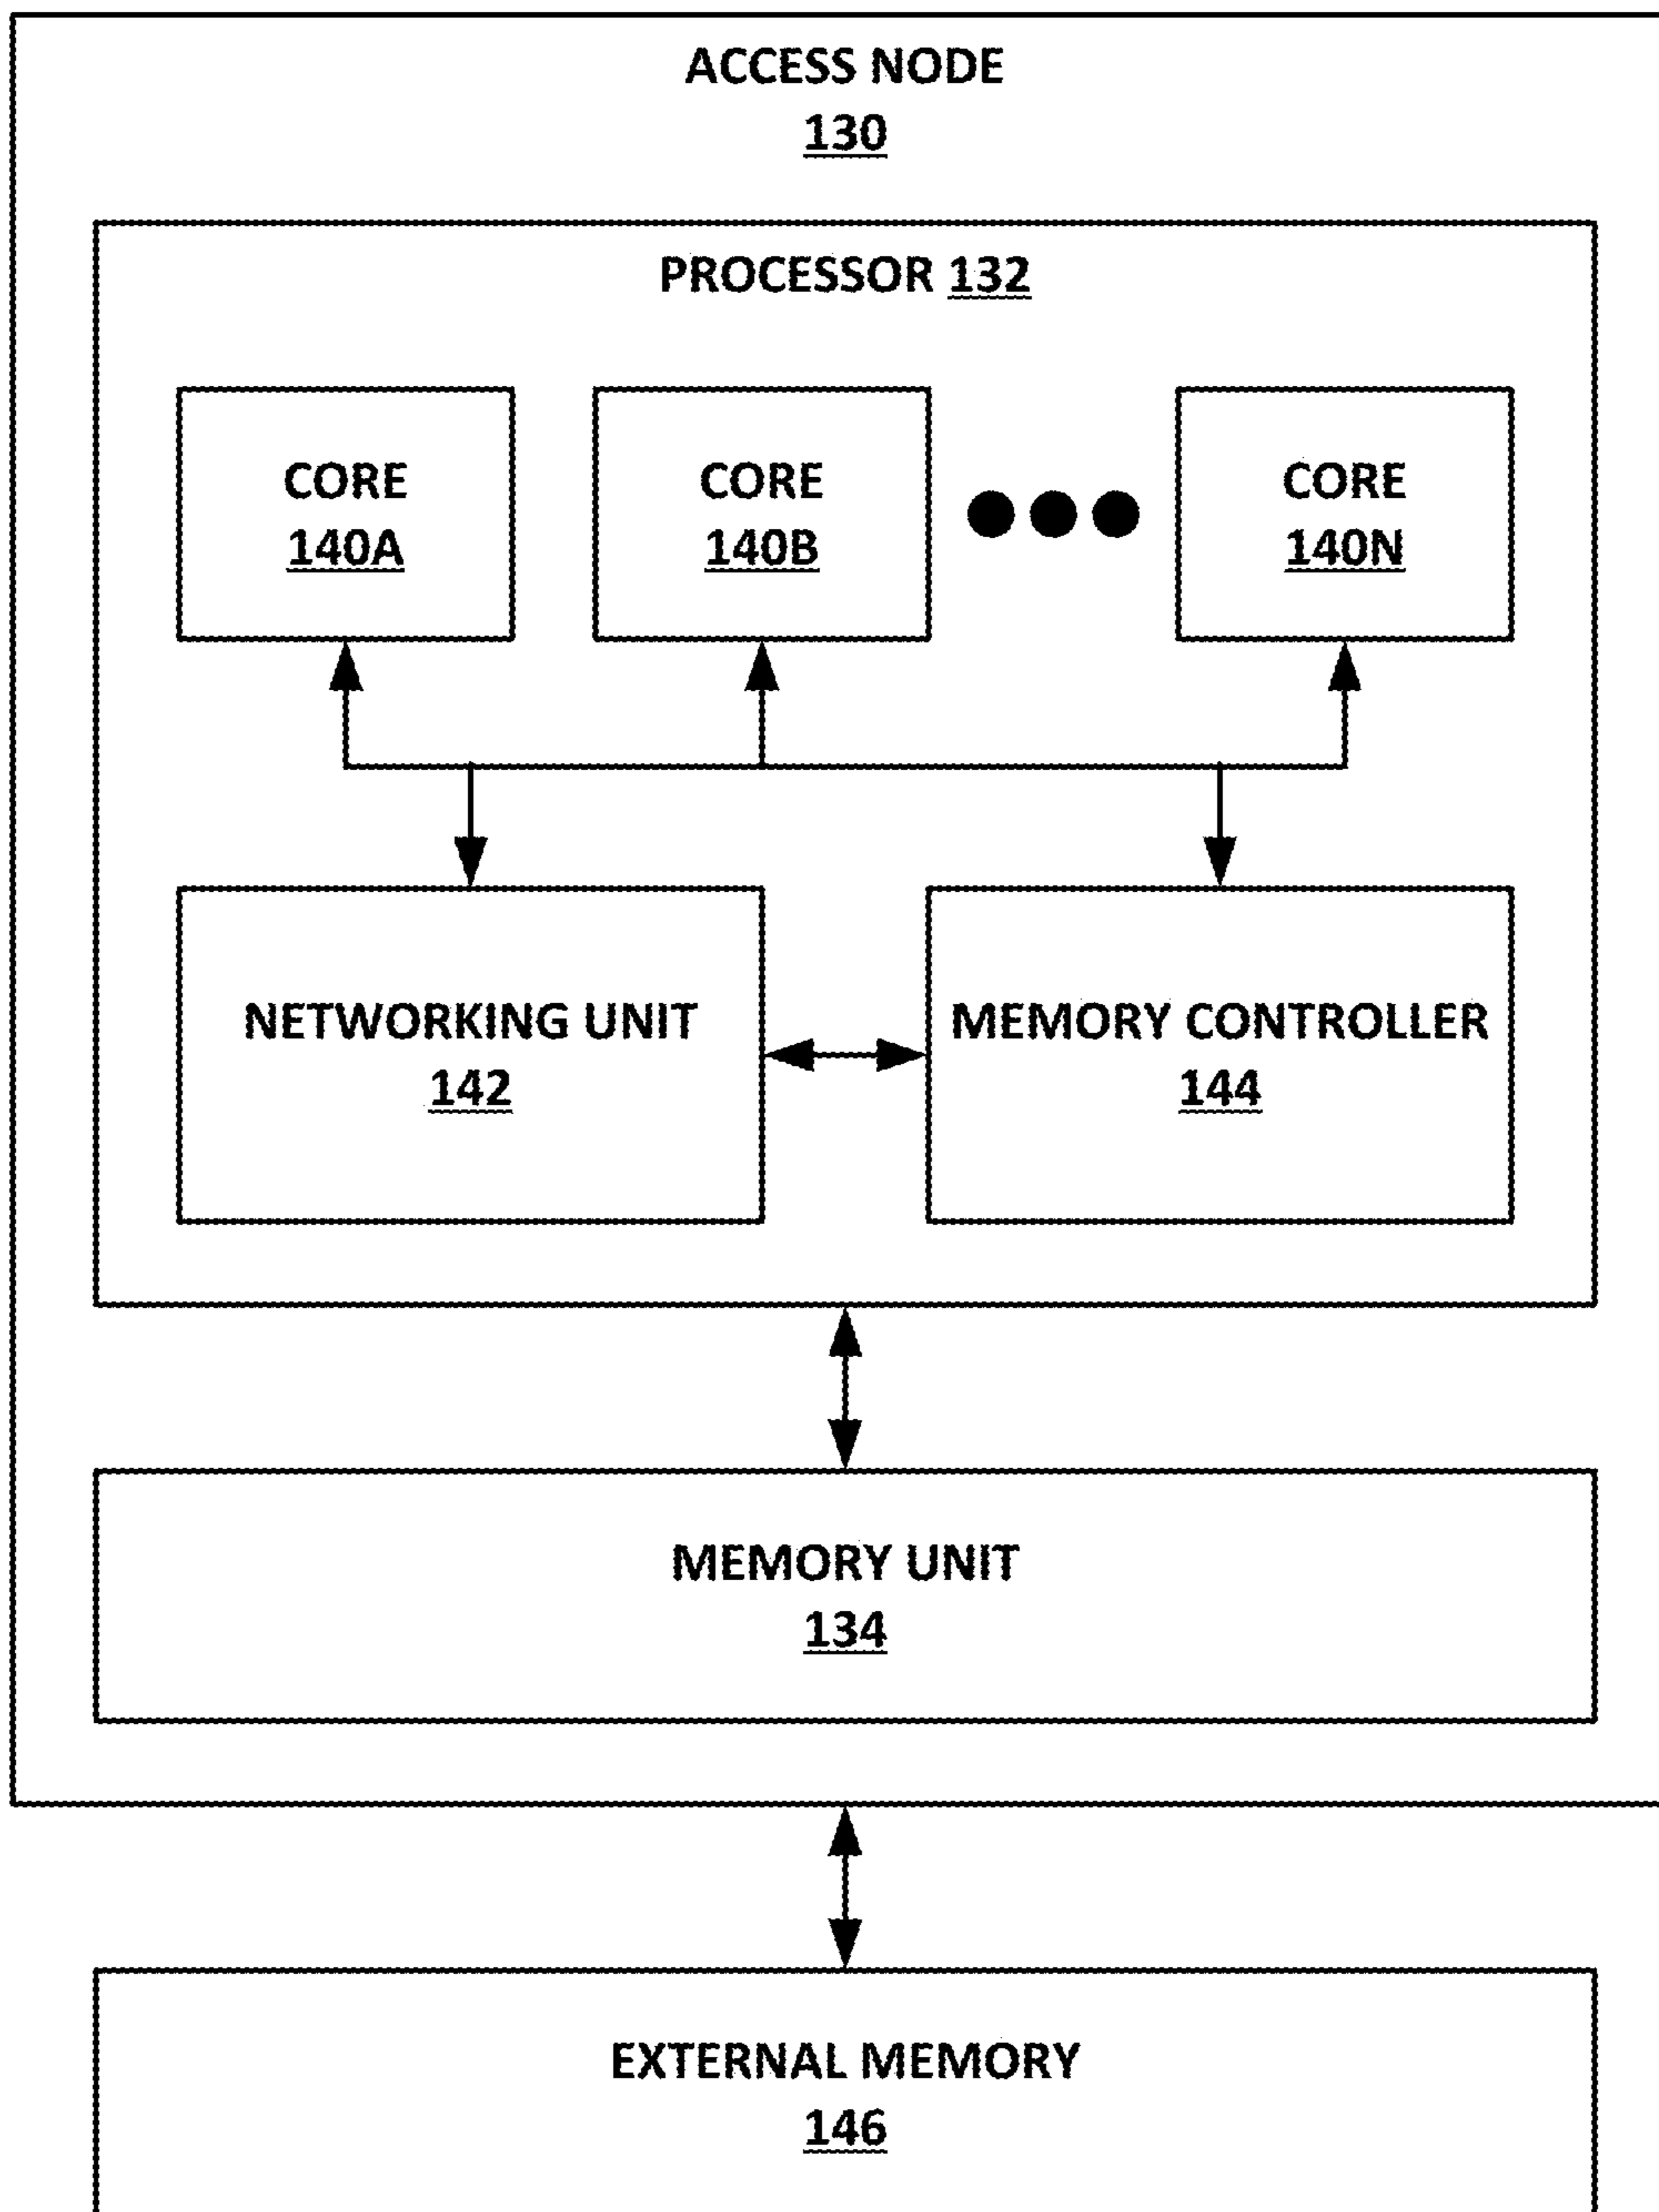 ACCESS NODE
130
PROCESSOR 132
CORE
140A
CORE
140B
CORE
140N
NETWORKING UNIT
142
MEMORY CONTROLLER
144
MEMORY UNIT
134
EXTERNAL MEMORY
146